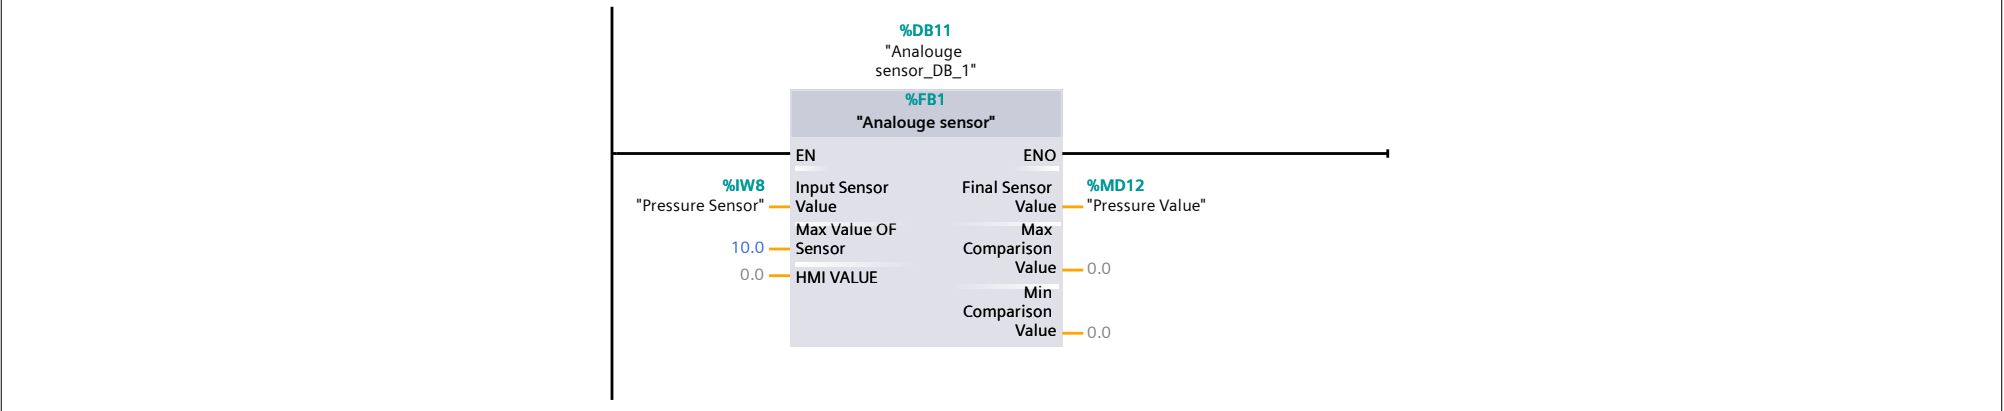 %DB11
"Analouge
sensor_DB_1"
%FB1
"Analouge sensor"
EN
ENO
%IW8
"Pressure Sensor"
Input Sensor
Value
Final Sensor
Value
%MD12
"Pressure Value"
10.0
Max Value OF
Sensor
Max
Comparison
Value
0.0
0.0
HMI VALUE
Min
Comparison
Value
0.0